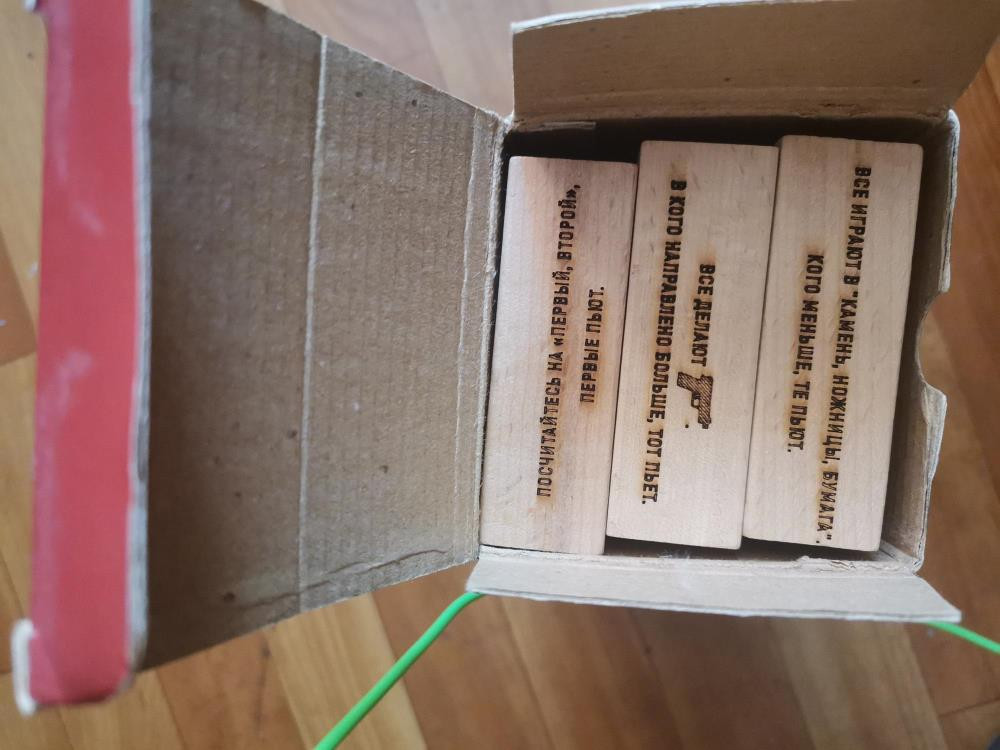 ПОСЧИТАЙТЕСЬ НА «ПЕРВЫЙ, ВТОРОЙ»,
ПЕРВЫЕ ПЬЮТ.
ВСЕ ДЕЛАЮТ .
В КОГО НАПРАВЛЕНО БОЛЬШЕ, ТОТ ПЬЕТ.
ВСЕ ИГРАЮТ В "КАМЕНЬ, НОЖНИЦЫ, БУМАГА".
КОГО МЕНЬШЕ, ТЕ ПЬЮТ.